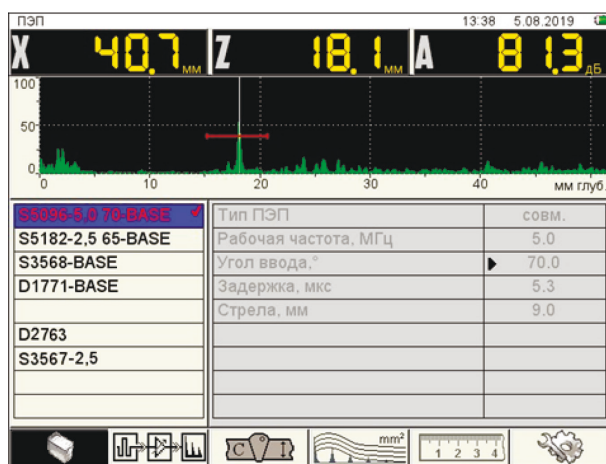 ПЭП 13:38 5.08.2019
X 40.7 мм Z 18.1 мм A 81.3 дБ
100
50
0
0 10 20 30 40 мм глуб.
S5096-5.0 70-BASE Тип ПЭП совм.
S5182-2,5 65-BASE Рабочая частота, МГц 5.0
S3568-BASE Угол ввода,° 70.0
D1771-BASE Задержка, мкс 5.3
Стрела, мм 9.0
D2763
S3567-2,5
C I mm² 1 2 3 4